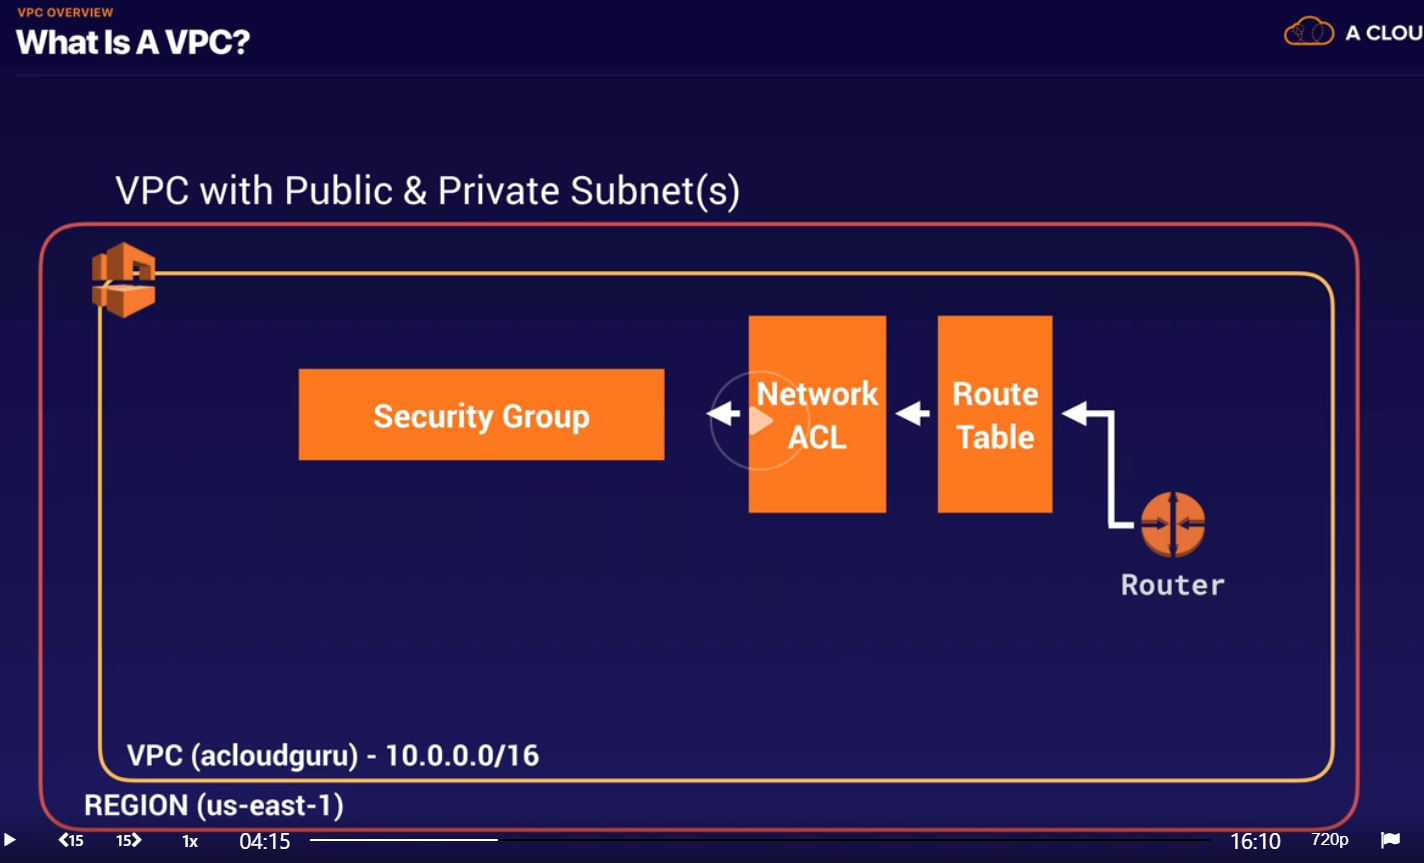 VPC OVERVIEW
What Is A VPC?
A CLOU
VPC with Public & Private Subnet(s)
Security Group
Network
ACL
Route
Table
Router
VPC (acloudguru) - 10.0.0.0/16
REGION (us-east-1)
15 15 1x 04:15 16:10 720p